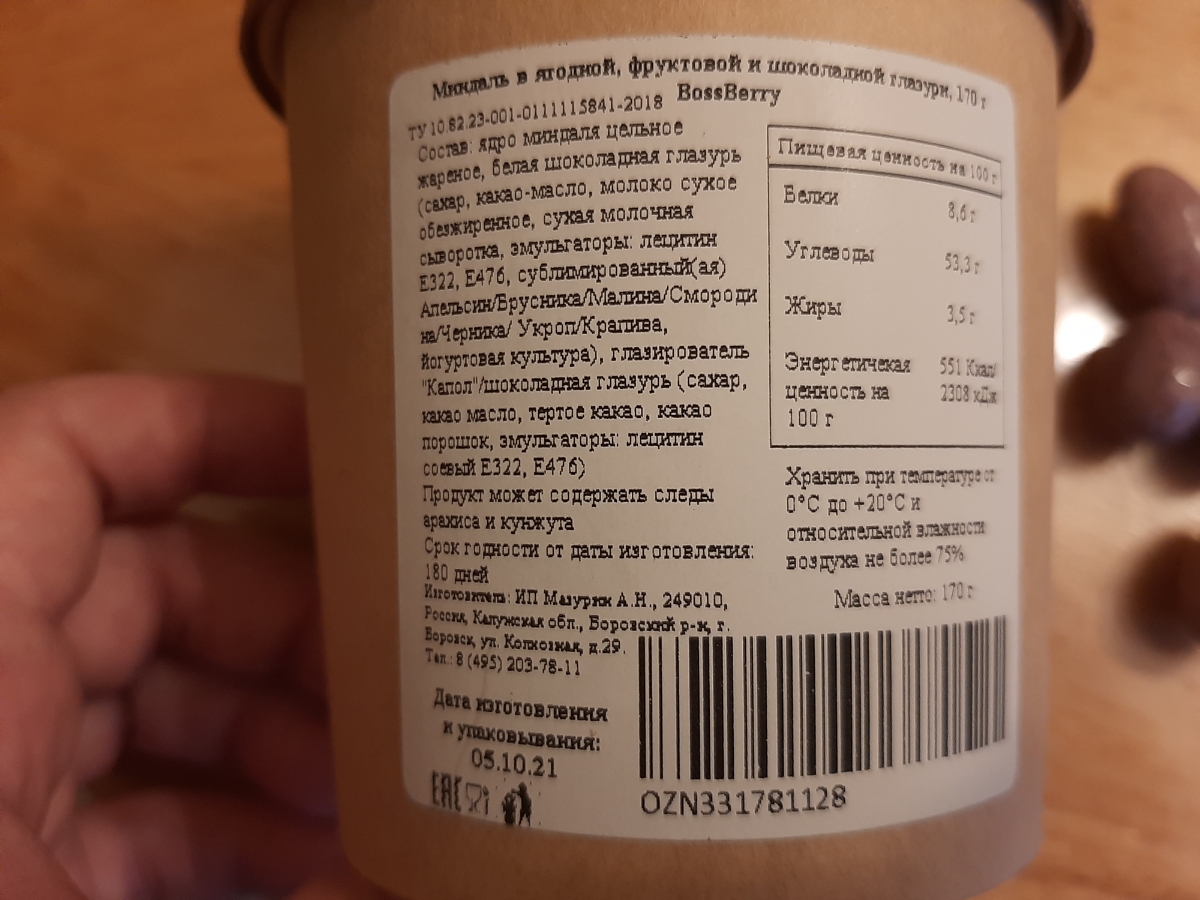 Миндаль в ягодной, фруктовой и шоколадной глазури, 170 г
BossBerry
ТУ 10.82.23-001-0111115841-2018
Состав: ядро миндаля цельное
жареное, белая шоколадная глазурь
(сахар, какао-масло, молоко сухое
обезжиренное, сухая молочная
сыворотка, эмульгаторы: лецитин
Е322, Е476, сублимированный(ая)
Апельсин/Брусника/Малина/Смороди
на/Черника/ Укроп/Крапива,
йогуртовая культура), глазирователь
"Капол"/шоколадная глазурь (сахар,
какао масло, тертое какао, какао
порошок, эмульгаторы: лецитин
соевый Е322, Е476)
Продукт может содержать следы
арахиса и кунжута
Срок годности от даты изготовления:
180 дней
Изготовитель: ИП Мазурин А.Н., 249010,
Россия, Калужская обл., Боровский р-н, г.
Боровск, ул. Колхозная, д.29.
Тел.: 8 (495) 203-78-11
Дата изготовления
и упаковывания:
05.10.21
EAC
Пищевая ценность на 100 г
Белки 8,6 г
Углеводы 53,3 г
Жиры 3,5 г
Энергетичекая 551 Ккал/
ценность на 2308 кДж
100 г
Хранить при температуре от
0°С до +20°С и
относительной влажности
воздуха не более 75%
Масса нетто: 170 г
OZN331781128